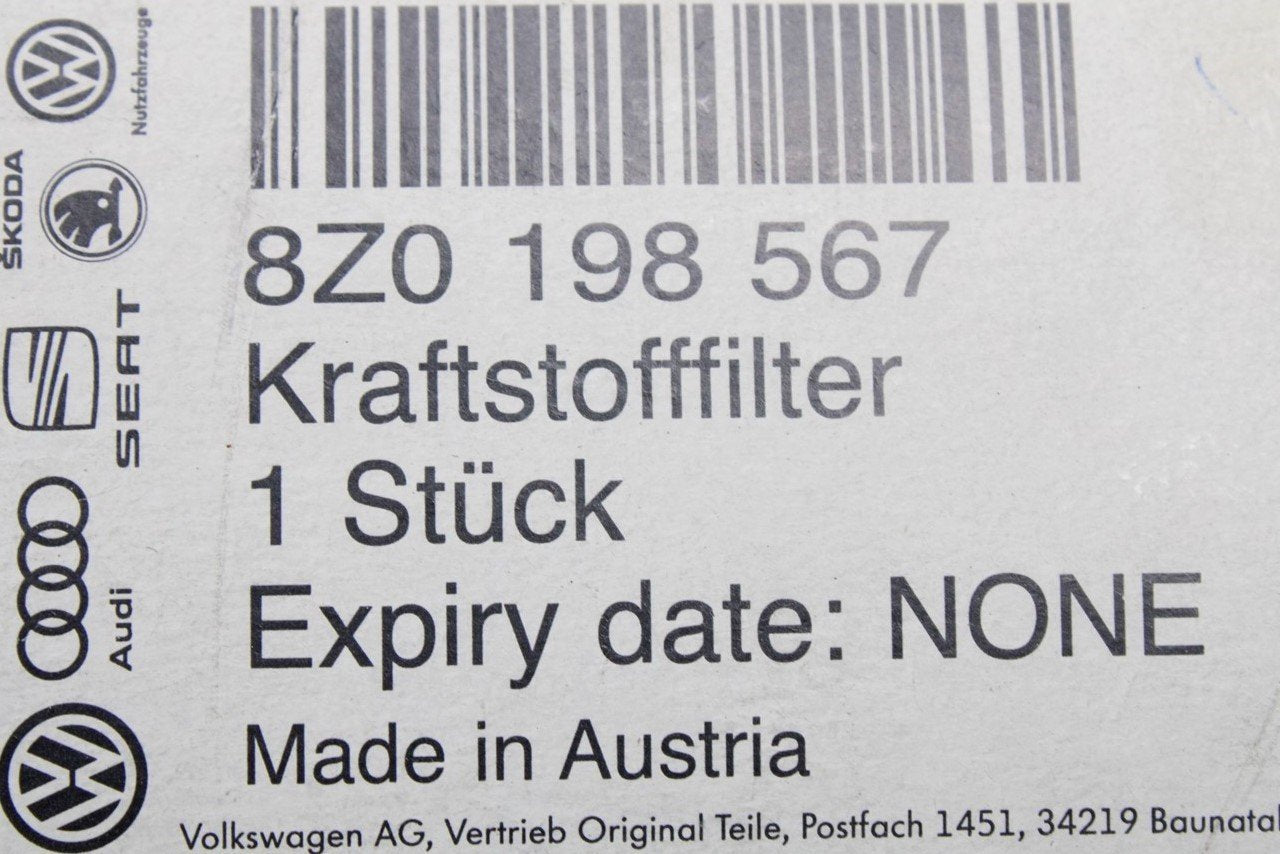 8Z0 198 567
Kraftstofffilter
1 Stück
Expiry date: NONE
Made in Austria
Volkswagen AG, Vertrieb Original Teile, Postfach 1451, 34219 Baunatal
Nutzfahrzeuge
ŠKODA
SEAT
Audi